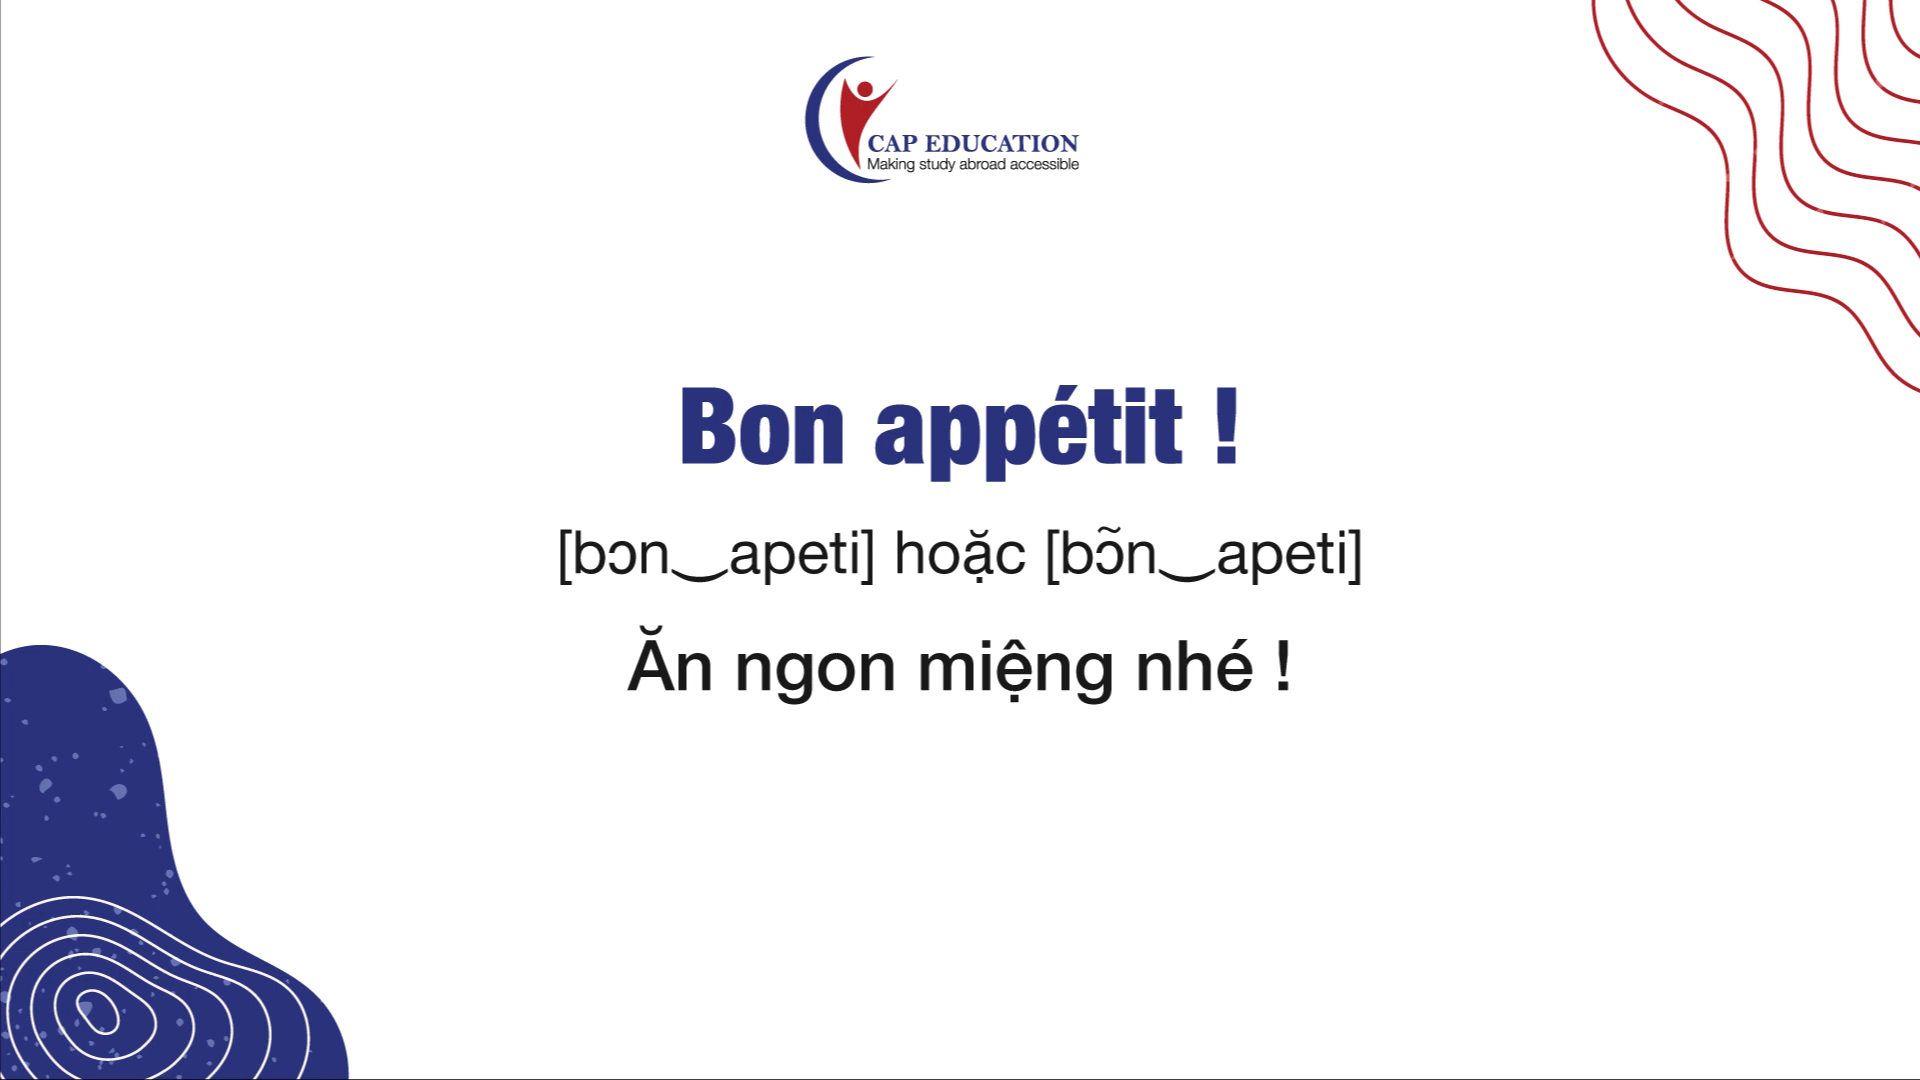 CAP EDUCATION
Making study abroad accessible
Bon appétit !
[bɔn‿apeti] hoặc [bɔ̃n‿apeti]
Ăn ngon miệng nhé !